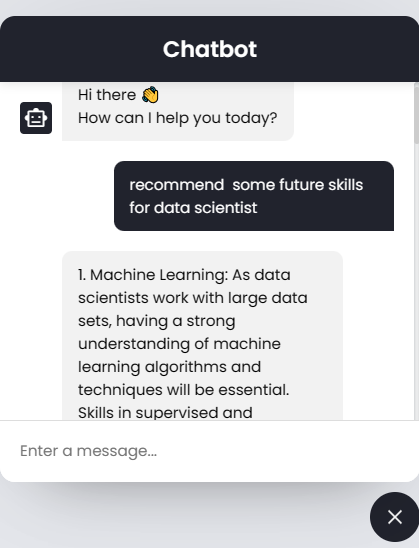 Chatbot
Hi there 👋
How can I help you today?
recommend  some future skills
for data scientist
1. Machine Learning: As data
scientists work with large data
sets, having a strong
understanding of machine
learning algorithms and
techniques will be essential.
Skills in supervised and
Enter a message...